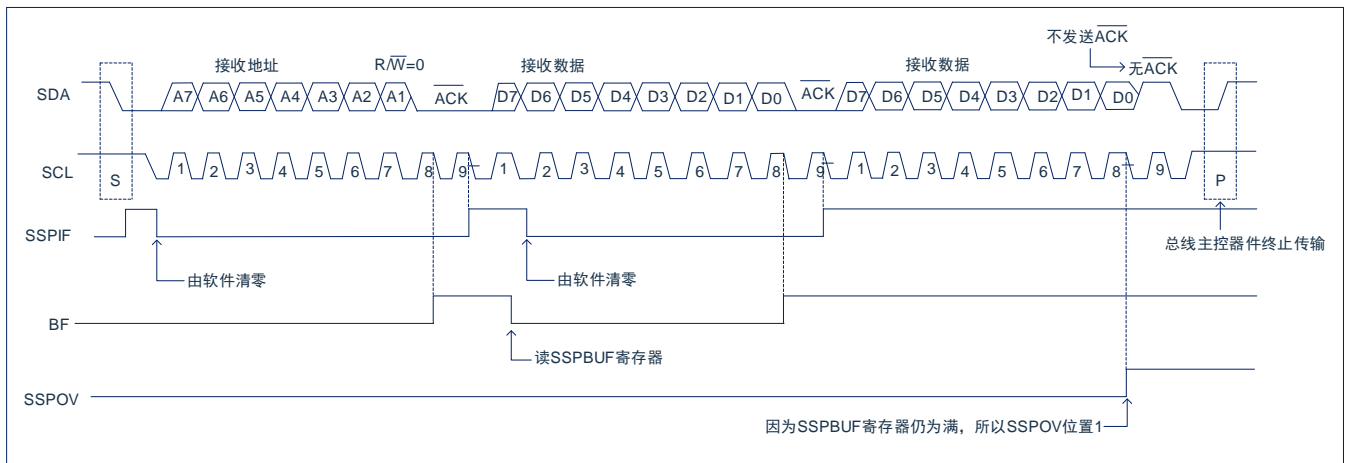 不发送A̅C̅K̅
接收地址 R/W̅=0 接收数据 接收数据 无A̅C̅K̅
SDA A7 A6 A5 A4 A3 A2 A1 A̅C̅K̅ D7 D6 D5 D4 D3 D2 D1 D0 A̅C̅K̅ D7 D6 D5 D4 D3 D2 D1 D0
SCL S 1 2 3 4 5 6 7 8 9 1 2 3 4 5 6 7 8 9 1 2 3 4 5 6 7 8 9 P
SSPIF
总线主控器件终止传输
由软件清零 由软件清零
BF
读SSPBUF寄存器
SSPOV
因为SSPBUF寄存器仍为满，所以SSPOV位置1